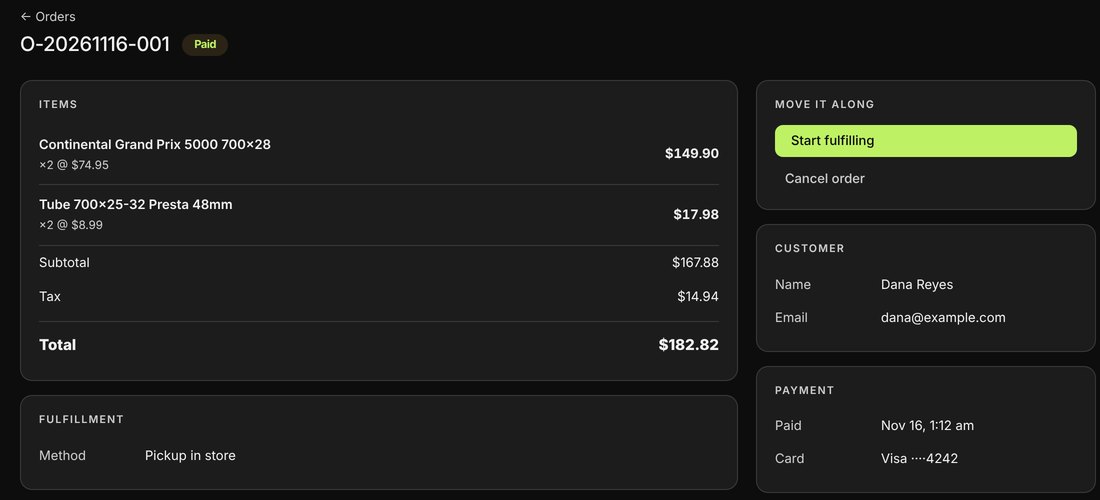 ← Orders
O-20261116-001 Paid
ITEMS
Continental Grand Prix 5000 700×28
×2 @ $74.95
$149.90
Tube 700×25-32 Presta 48mm
×2 @ $8.99
$17.98
Subtotal $167.88
Tax $14.94
Total $182.82
FULFILLMENT
Method Pickup in store
MOVE IT ALONG
Start fulfilling
Cancel order
CUSTOMER
Name Dana Reyes
Email dana@example.com
PAYMENT
Paid Nov 16, 1:12 am
Card Visa ····4242